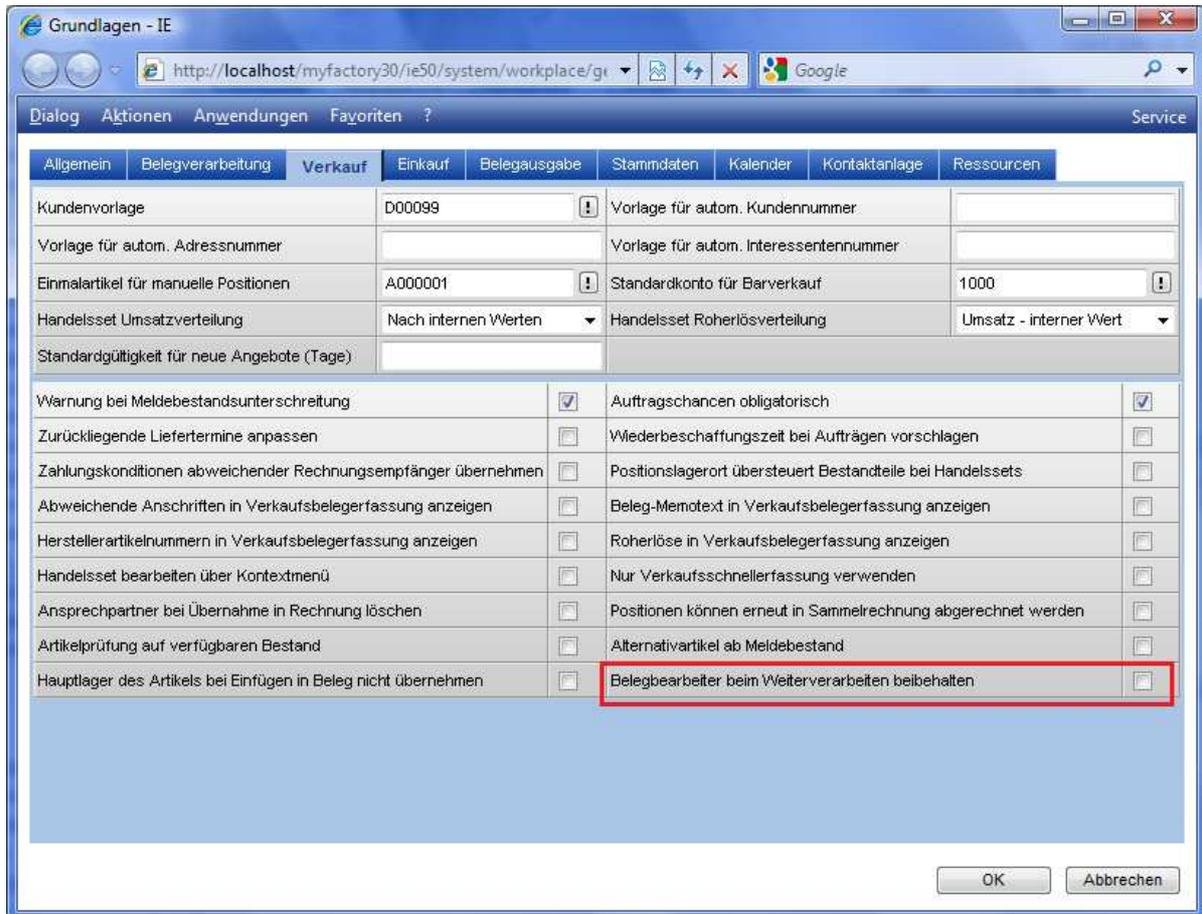 Grundlagen - IE
http://localhost/myfactory30/ie50/system/workplace/ge
Google
Dialog Aktionen Anwendungen Favoriten ? Service
Allgemein Belegverarbeitung Verkauf Einkauf Belegausgabe Stammdaten Kalender Kontaktanlage Ressourcen
Kundenvorlage D00099 ! Vorlage für autom. Kundennummer
Vorlage für autom. Adressnummer Vorlage für autom. Interessentennummer
Einmalartikel für manuelle Positionen A000001 ! Standardkonto für Barverkauf 1000 !
Handelsset Umsatzverteilung Nach internen Werten Handelsset Roherlösverteilung Umsatz - interner Wert
Standardgültigkeit für neue Angebote (Tage)
Warnung bei Meldebestandsunterschreitung Auftragschancen obligatorisch
Zurückliegende Liefertermine anpassen Wiederbeschaffungszeit bei Aufträgen vorschlagen
Zahlungskonditionen abweichender Rechnungsempfänger übernehmen Positionslagerort übersteuert Bestandteile bei Handelssets
Abweichende Anschriften in Verkaufsbelegerfassung anzeigen Beleg-Memotext in Verkaufsbelegerfassung anzeigen
Herstellerartikelnummern in Verkaufsbelegerfassung anzeigen Roherlöse in Verkaufsbelegerfassung anzeigen
Handelsset bearbeiten über Kontextmenü Nur Verkaufsschnellerfassung verwenden
Ansprechpartner bei Übernahme in Rechnung löschen Positionen können erneut in Sammelrechnung abgerechnet werden
Artikelprüfung auf verfügbaren Bestand Alternativartikel ab Meldebestand
Hauptlager des Artikels bei Einfügen in Beleg nicht übernehmen Belegbearbeiter beim Weiterverarbeiten beibehalten
OK Abbrechen